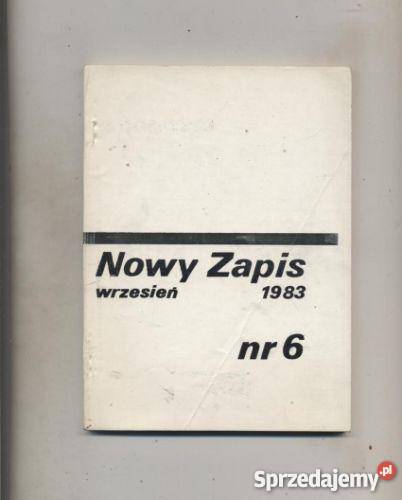 Nowy Zapis
wrzesień 1983
nr 6
Sprzedajemy.pl